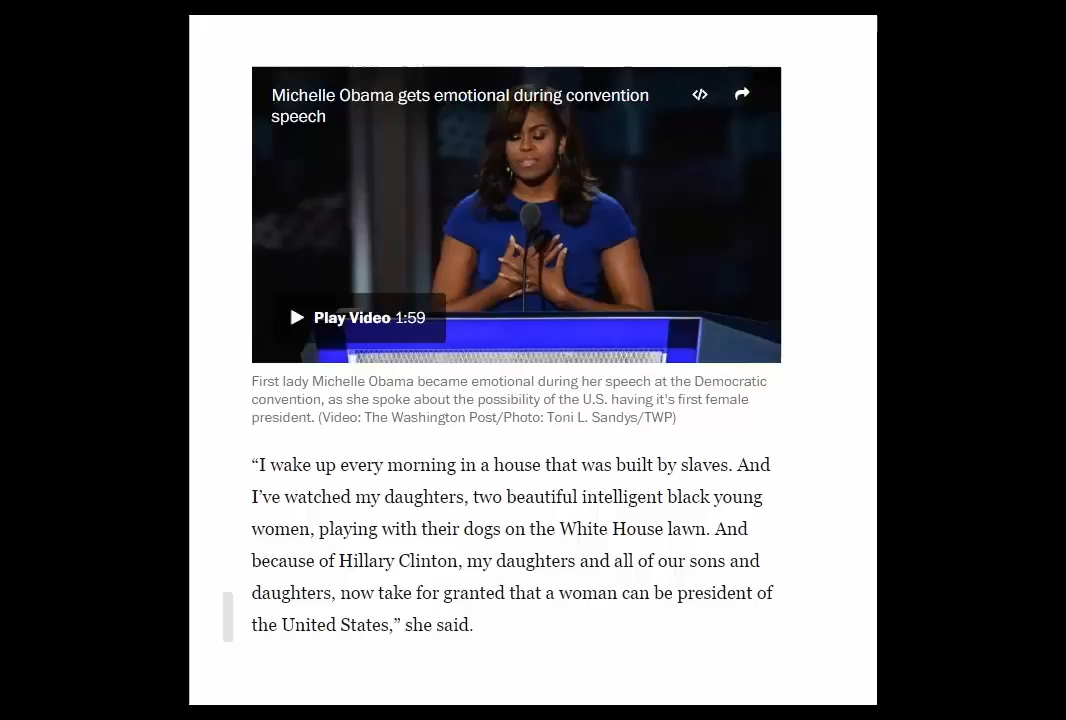 Michelle Obama gets emotional during convention
speech
Play Video 1:59
First lady Michelle Obama became emotional during her speech at the Democratic
convention, as she spoke about the possibility of the U.S. having it's first female
president. (Video: The Washington Post/Photo: Toni L. Sandys/TWP)
“I wake up every morning in a house that was built by slaves. And
I’ve watched my daughters, two beautiful intelligent black young
women, playing with their dogs on the White House lawn. And
because of Hillary Clinton, my daughters and all of our sons and
daughters, now take for granted that a woman can be president of
the United States,” she said.